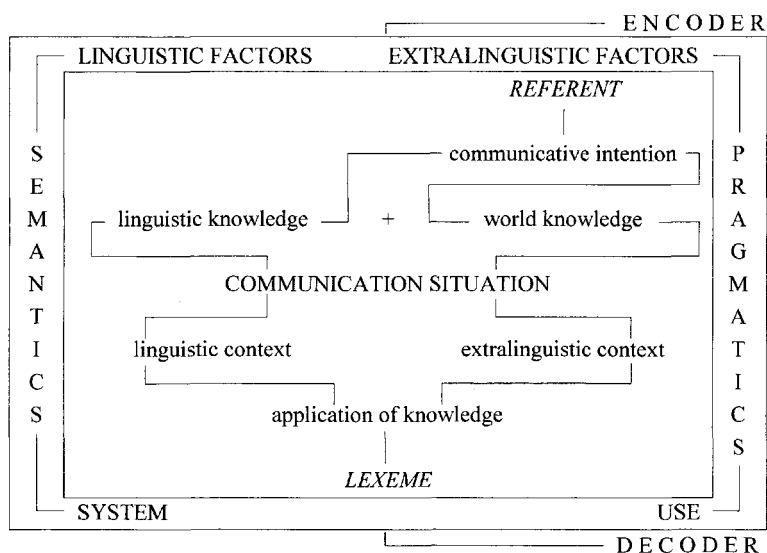 ENCODER
LINGUISTIC FACTORS EXTRALINGUISTIC FACTORS
REFERENT
communicative intention
linguistic knowledge + world knowledge
COMMUNICATION SITUATION
linguistic context extralinguistic context
application of knowledge
LEXEME
SYSTEM USE
DECODER
SEMANTICS
PRAGMATICS